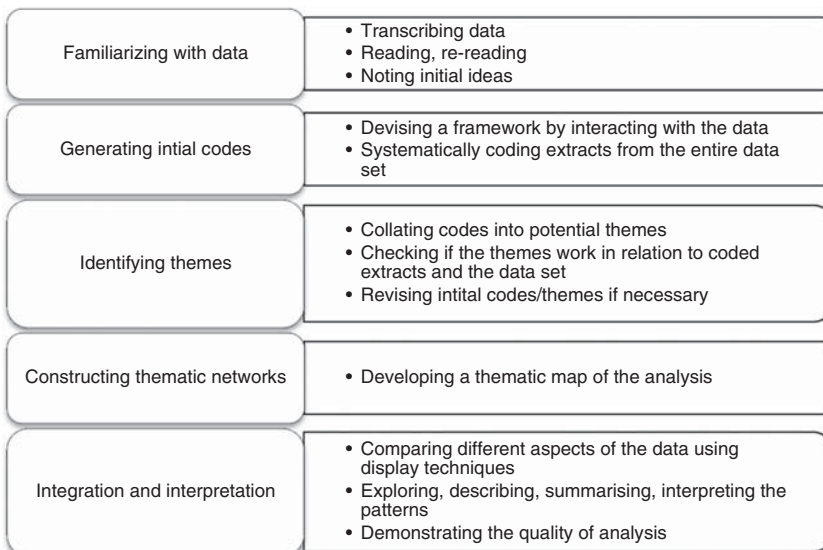 Familiarizing with data
• Transcribing data
• Reading, re-reading
• Noting initial ideas
Generating intial codes
• Devising a framework by interacting with the data
• Systematically coding extracts from the entire data
set
Identifying themes
• Collating codes into potential themes
• Checking if the themes work in relation to coded
extracts and the data set
• Revising intital codes/themes if necessary
Constructing thematic networks
• Developing a thematic map of the analysis
Integration and interpretation
• Comparing different aspects of the data using
display techniques
• Exploring, describing, summarising, interpreting the
patterns
• Demonstrating the quality of analysis